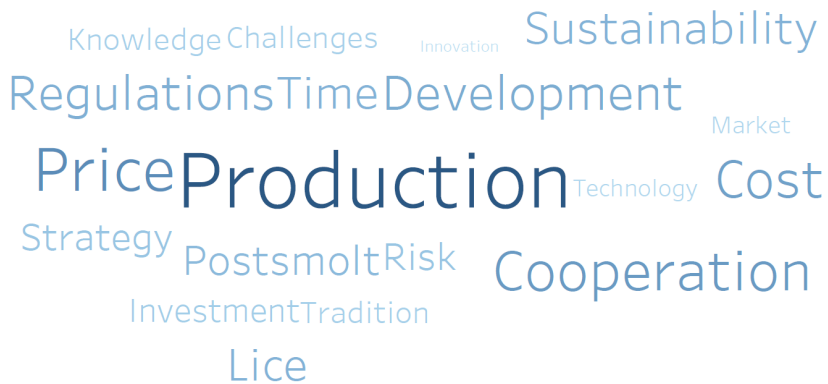 Sustainability
Knowledge Challenges Innovation
Regulations Time Development
Market
Price Production Technology Cost
Strategy Postsmolt Risk Cooperation
Investment Tradition
Lice